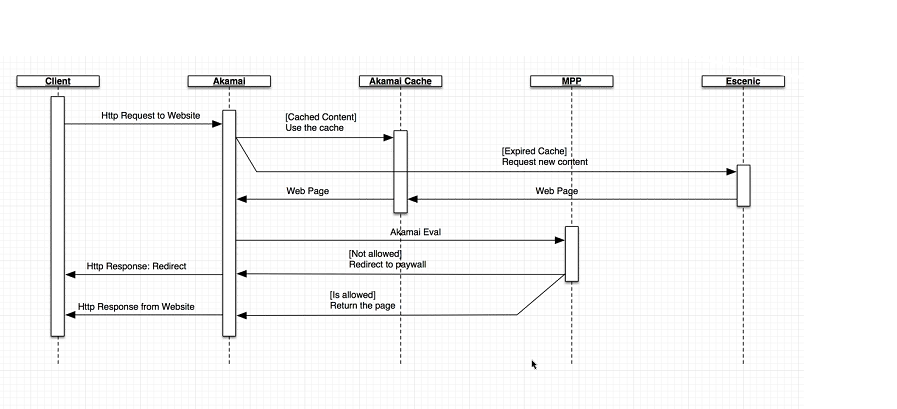 Client
Akamai
Akamai Cache
MPP
Escenic
Http Request to Website
[Cached Content]
Use the cache
[Expired Cache]
Request new content
Web Page
Web Page
Akamai Eval
[Not allowed]
Redirect to paywall
Http Response: Redirect
[Is allowed]
Return the page
Http Response from Website